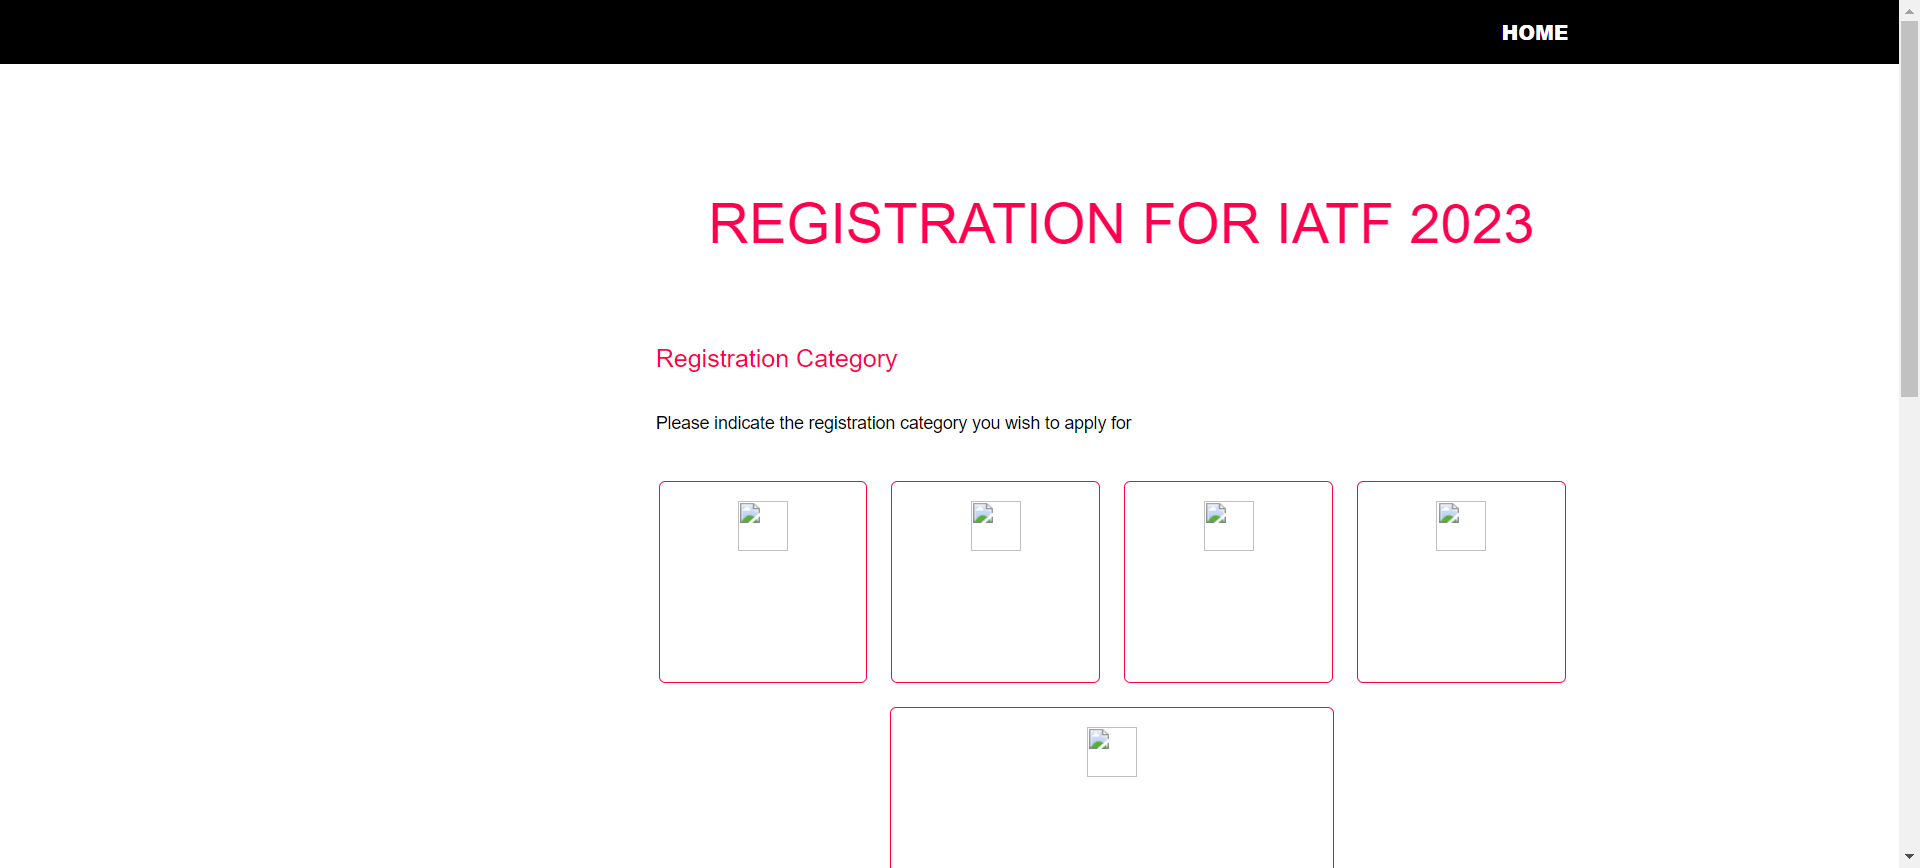 HOME
REGISTRATION FOR IATF 2023
Registration Category
Please indicate the registration category you wish to apply for